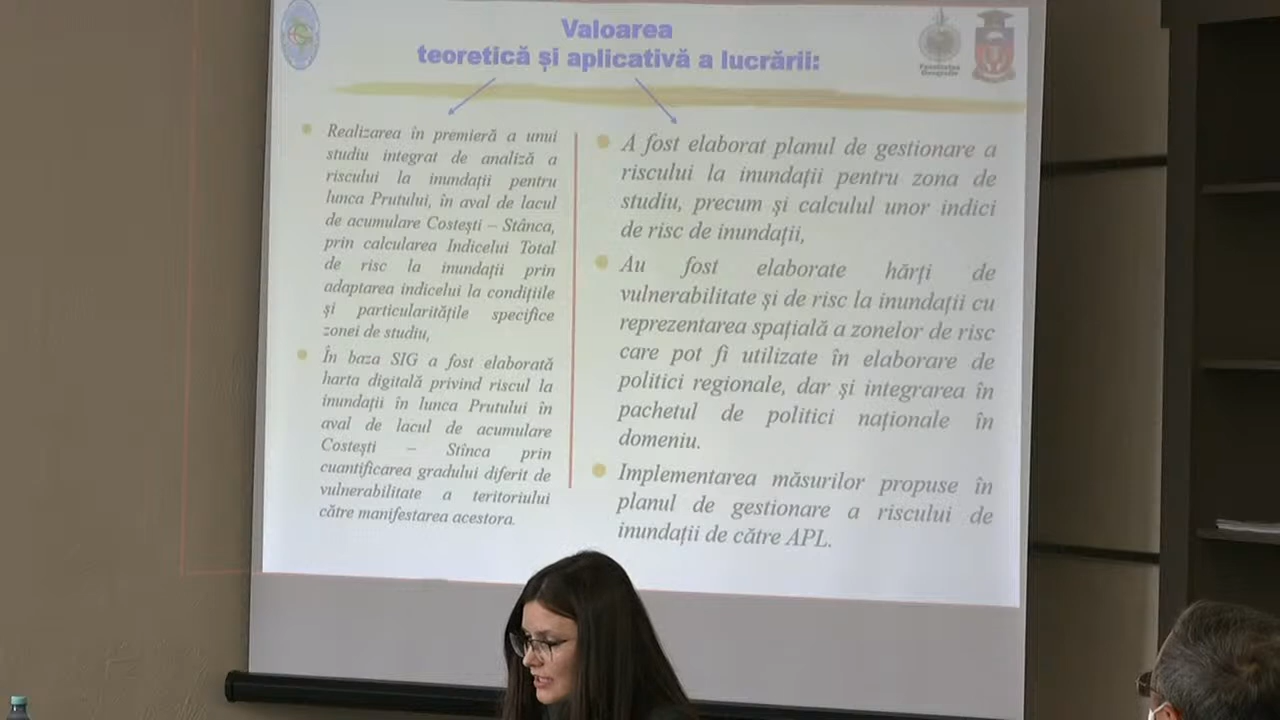 Valoarea
teoretică și aplicativă a lucrării:
Realizarea în premieră a unui
studiu integrat de analiză a
riscului la inundații pentru
lunca Prutului, în aval de lacul
de acumulare Costești – Stânca,
prin calcularea Indicelui Total
de risc la inundații prin
adaptarea indicelui la condițiile
și particularitățile specifice
zonei de studiu,
În baza SIG a fost elaborată
harta digitală privind riscul la
inundații în lunca Prutului în
aval de lacul de acumulare
Costești – Stînca prin
cuantificarea gradului diferit de
vulnerabilitate a teritoriului
către manifestarea acestora.
A fost elaborat planul de gestionare a
riscului la inundații pentru zona de
studiu, precum și calculul unor indici
de risc de inundații,
Au fost elaborate hărți de
vulnerabilitate și de risc la inundații cu
reprezentarea spațială a zonelor de risc
care pot fi utilizate în elaborare de
politici regionale, dar și integrarea în
pachetul de politici naționale în
domeniu.
Implementarea măsurilor propuse în
planul de gestionare a riscului de
inundații de către APL.